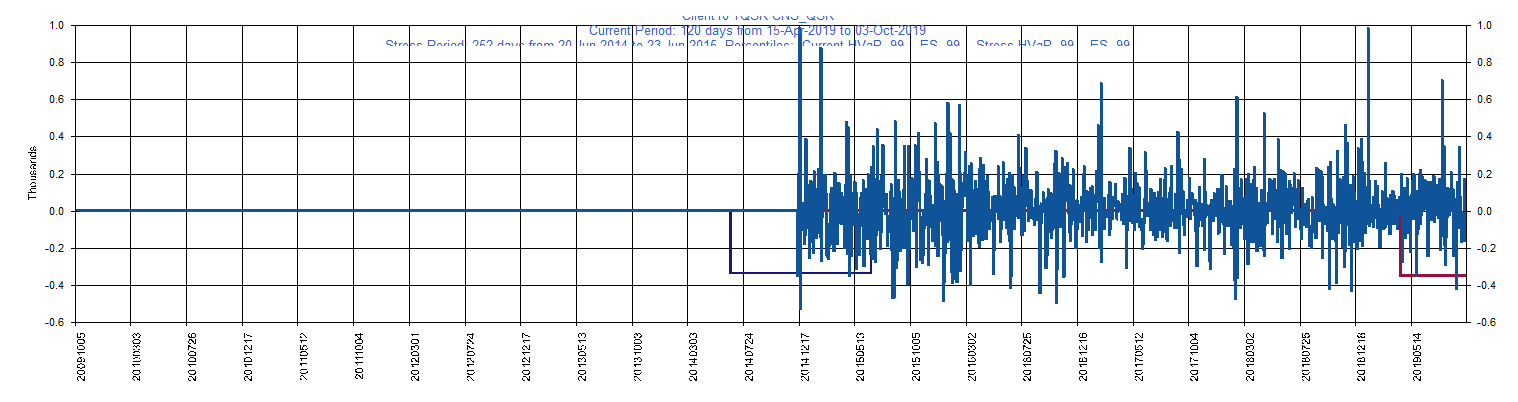 Client10 TQSR CNS_QSR
Current Period: 120 days from 15-Apr-2019 to 03-Oct-2019
Stress Period: 252 days from 20-Jun-2014 to 23-Jun-2015 Percentiles: Current HVaR 99 ES 99 Stress HVaR 99 ES 99
1.0 1.0
0.8 0.8
0.6 0.6
0.4 0.4
0.2 0.2
0.0 0.0
-0.2 -0.2
-0.4 -0.4
-0.6 -0.6
Thousands
20091005 20100303 20100726 20101217 20110512 20111004 20120301 20120724 20121217 20130513 20131003 20140303 20140724 20141217 20150513 20151005 20160302 20160725 20161216 20170512 20171004 20180302 20180726 20181218 20190514